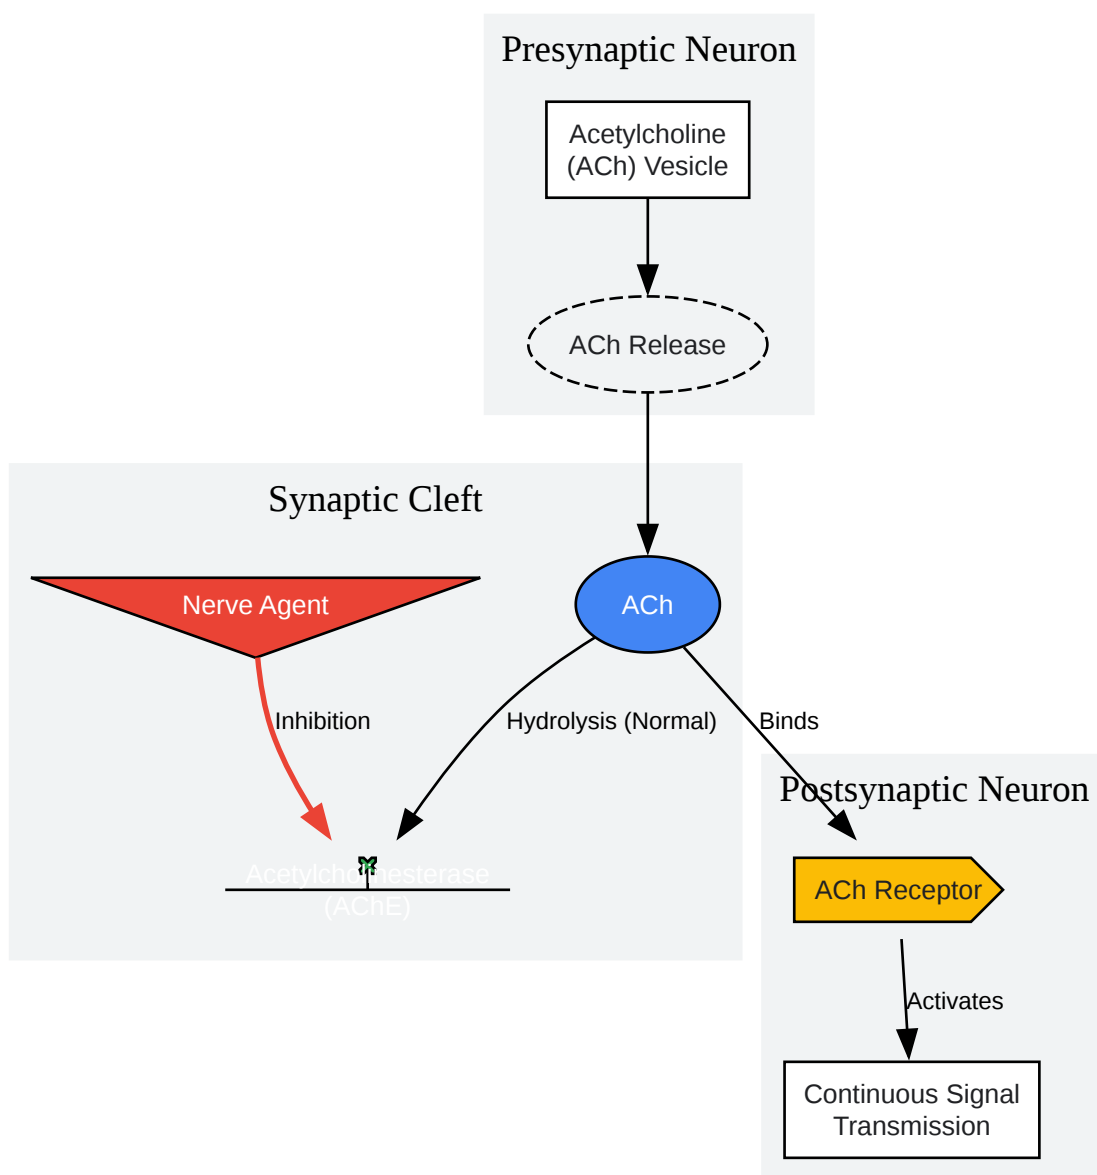 Presynaptic Neuron
Acetylcholine
(ACh) Vesicle
ACh Release
Synaptic Cleft
Nerve Agent
ACh
Inhibition
Hydrolysis (Normal)
Binds
Postsynaptic Neuron
Acetylcholinesterase
(AChE)
ACh Receptor
Activates
Continuous Signal
Transmission